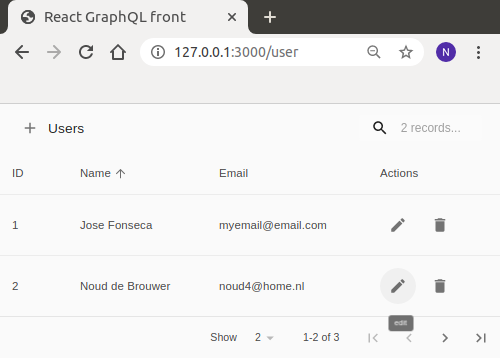 React GraphQL front
127.0.0.1:3000/user
N
Users
2 records...
ID Name Email Actions
1 Jose Fonseca myemail@email.com
2 Noud de Brouwer noud4@home.nl
edit
Show 2 1-2 of 3